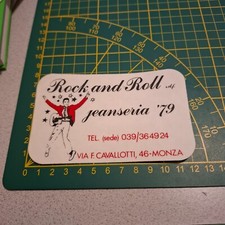 Rock and Roll
jeanseria '79
TEL. (sede) 039/364924
VIA F. CAVALLOTTI, 46-MONZA